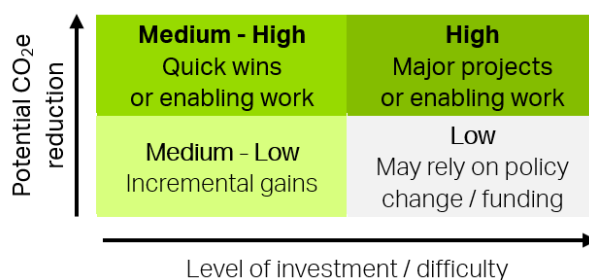 Potential CO₂e
reduction
Medium - High
Quick wins
or enabling work
High
Major projects
or enabling work
Medium - Low
Incremental gains
Low
May rely on policy
change / funding
Level of investment / difficulty